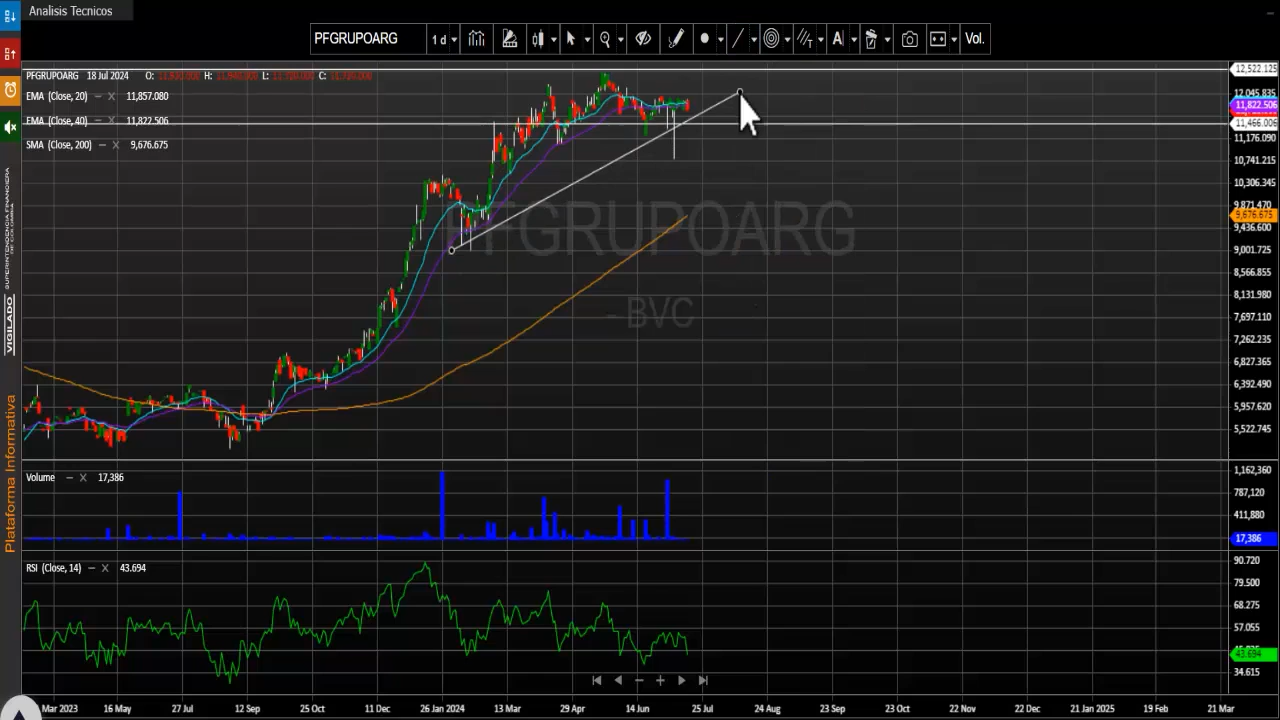 Analisis Tecnicos
PFGRUPOARG 1 d Vol.
PFGRUPOARG 18 Jul 2024 O: H: L: C:
EMA (Close, 20) 11,857.080
EMA (Close, 40) 11,822.506
SMA (Close, 200) 9,676.675
PFGRUPOARG
-BVC
12,522.125
12,045.835
11,822.506
11,466.006
11,176.090
10,741.215
10,306.345
9,871.470
9,676.675
9,436.600
9,001.725
8,566.855
8,131.980
7,697.110
7,262.235
6,827.365
6,392.490
5,957.620
5,522.745
Volume 17,386
1,162,360
787,120
411,880
17,386
RSI (Close, 14) 43.694
90.720
79.500
68.275
57.055
43.694
34.615
Mar 2023 16 May 27 Jul 12 Sep 25 Oct 11 Dec 26 Jan 2024 13 Mar 29 Apr 14 Jun 25 Jul 24 Aug 23 Sep 23 Oct 22 Nov 22 Dec 21 Jan 2025 19 Feb 21 Mar
VIGILADO
SUPERINTENDENCIA FINANCIERA
DE COLOMBIA
Plataforma Informativa